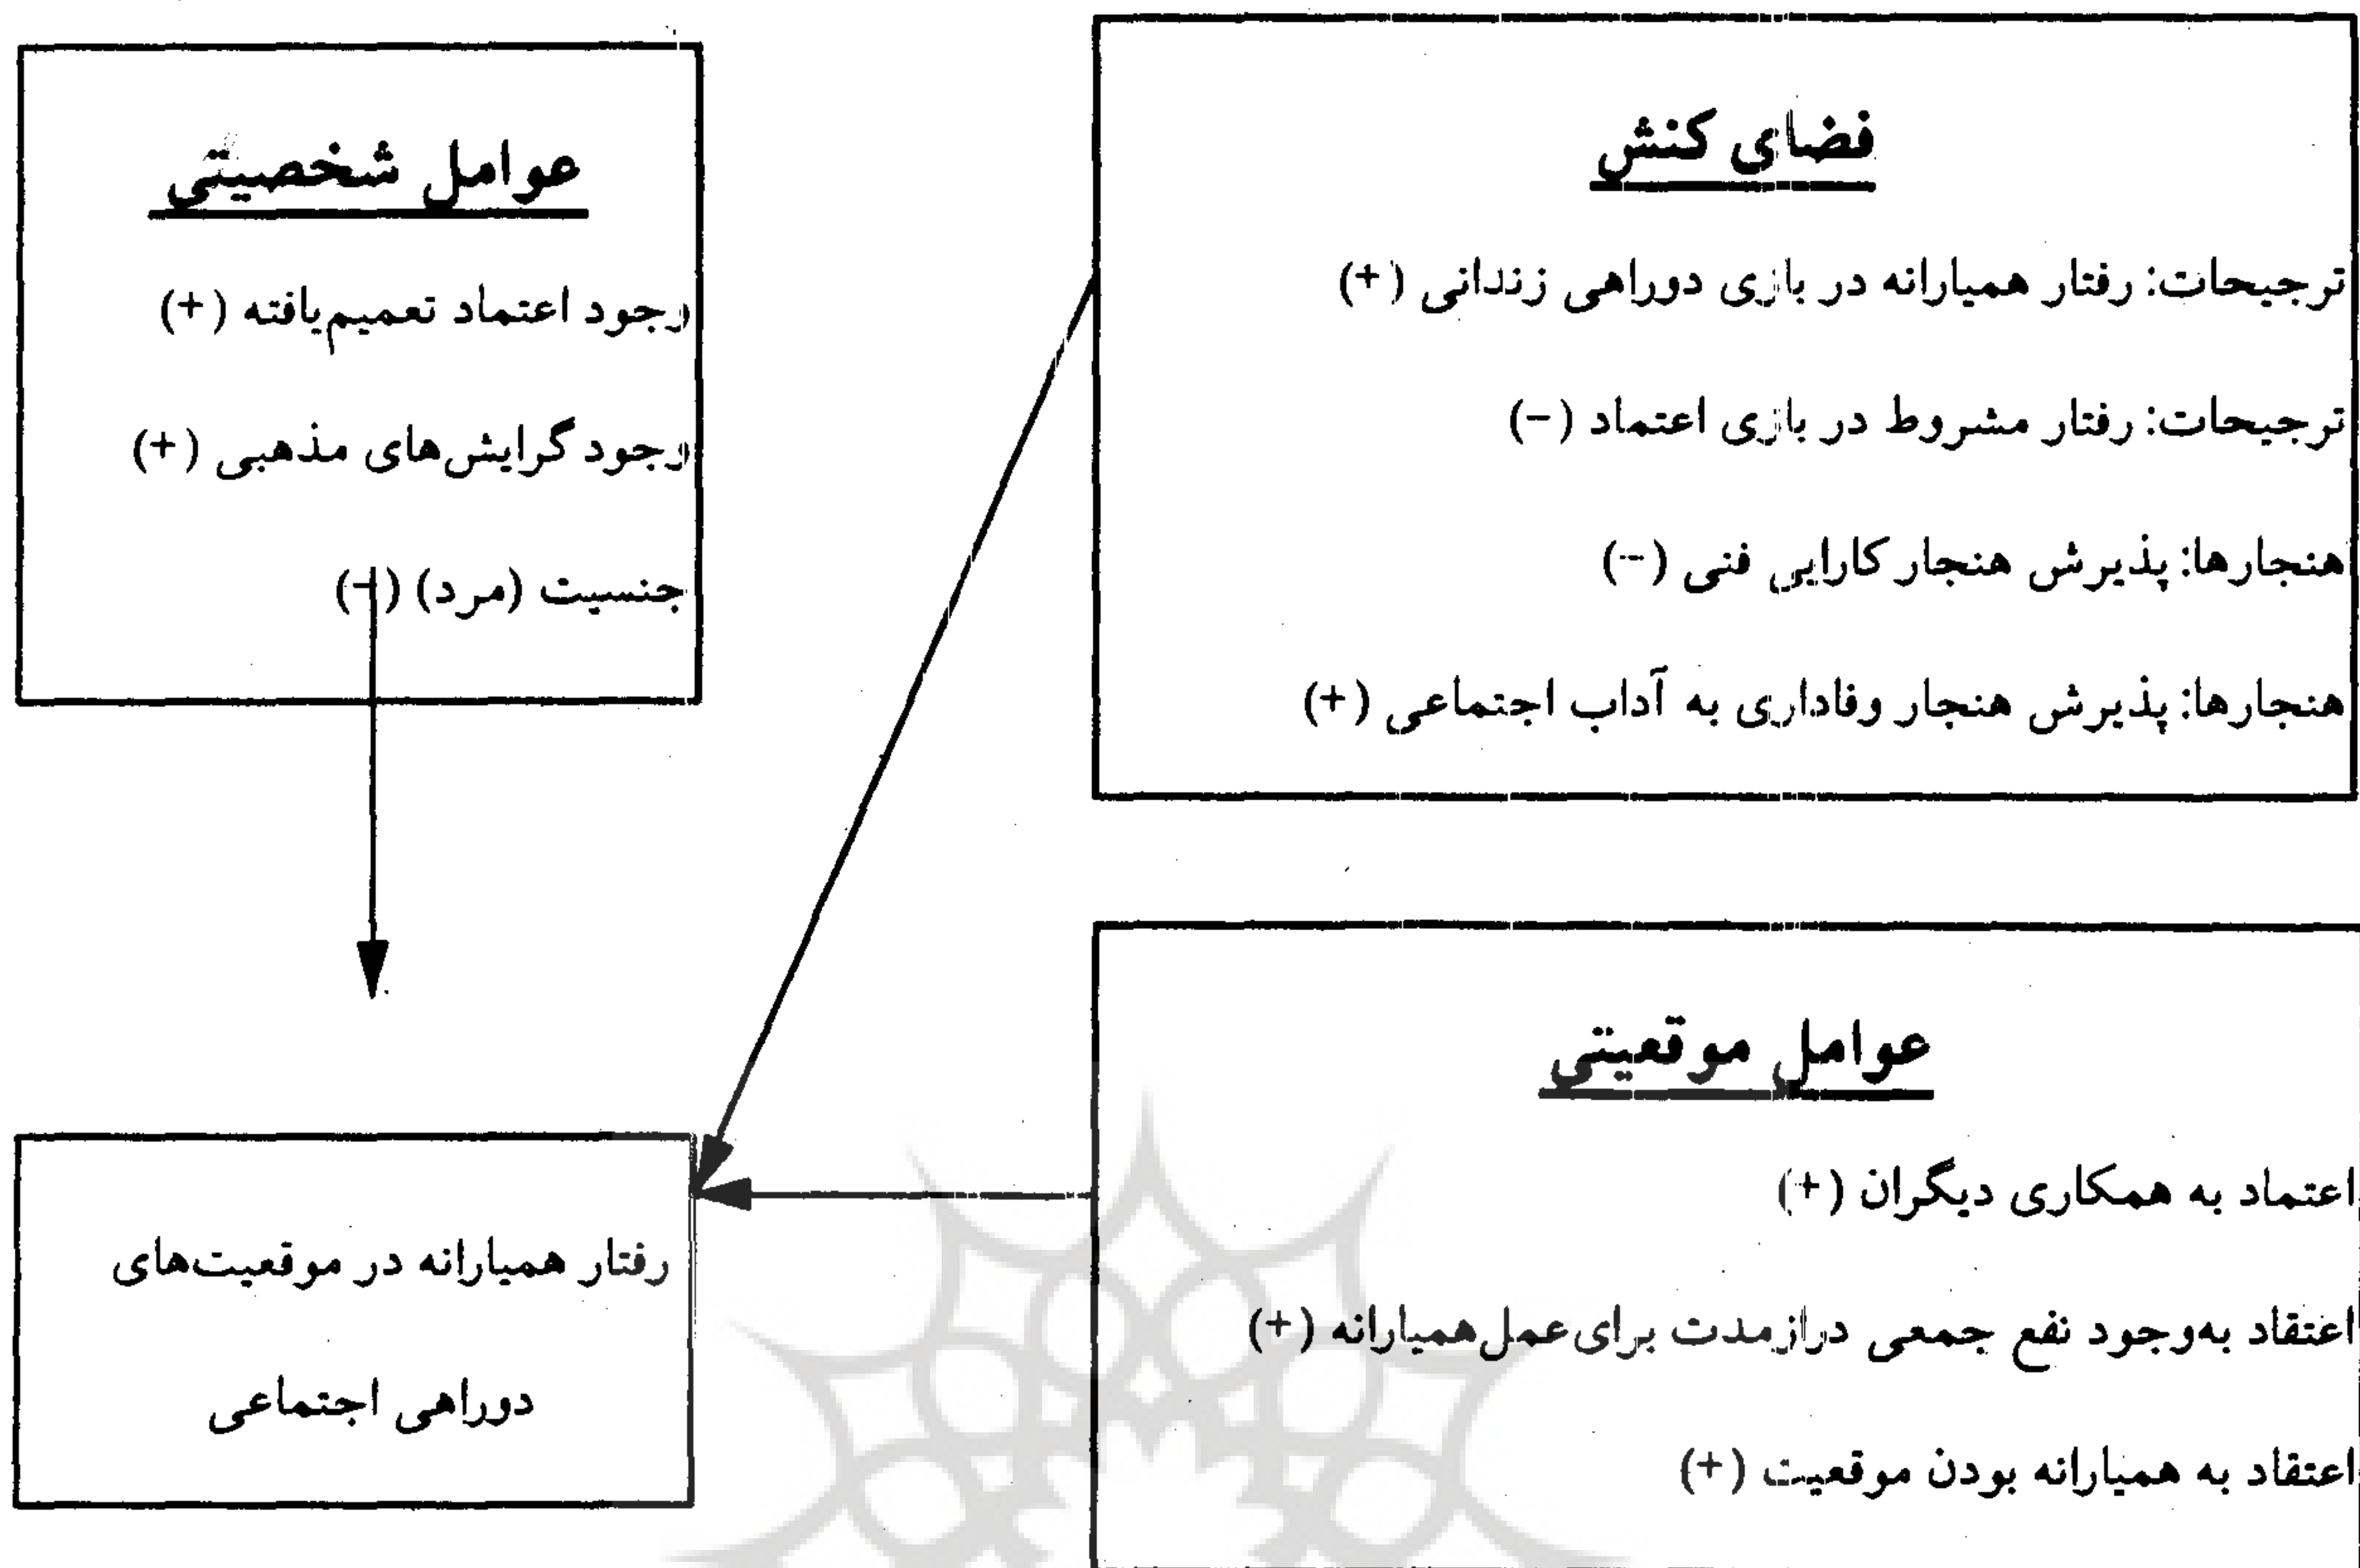 فضای کنش
ترجیحات: رفتار همیارانه در بازی دوراهی زندانی (+)
ترجیحات: رفتار مشروط در بازی اعتماد (–)
هنجارها: پذیرش هنجار کارایی فنی (–)
هنجارها: پذیرش هنجار وفاداری به آداب اجتماعی (+)
عوامل شخصیتی
وجود اعتماد تعمیم‌یافته (+)
وجود گرایش‌های مذهبی (+)
جنسیت (مرد) (–)
عوامل موقعیتی
اعتماد به همکاری دیگران (+)
اعتقاد به‌وجود نفع جمعی درازمدت برای عمل همیارانه (+)
اعتقاد به همیارانه بودن موقعیت (+)
رفتار همیارانه در موقعیت‌های
دوراهی اجتماعی